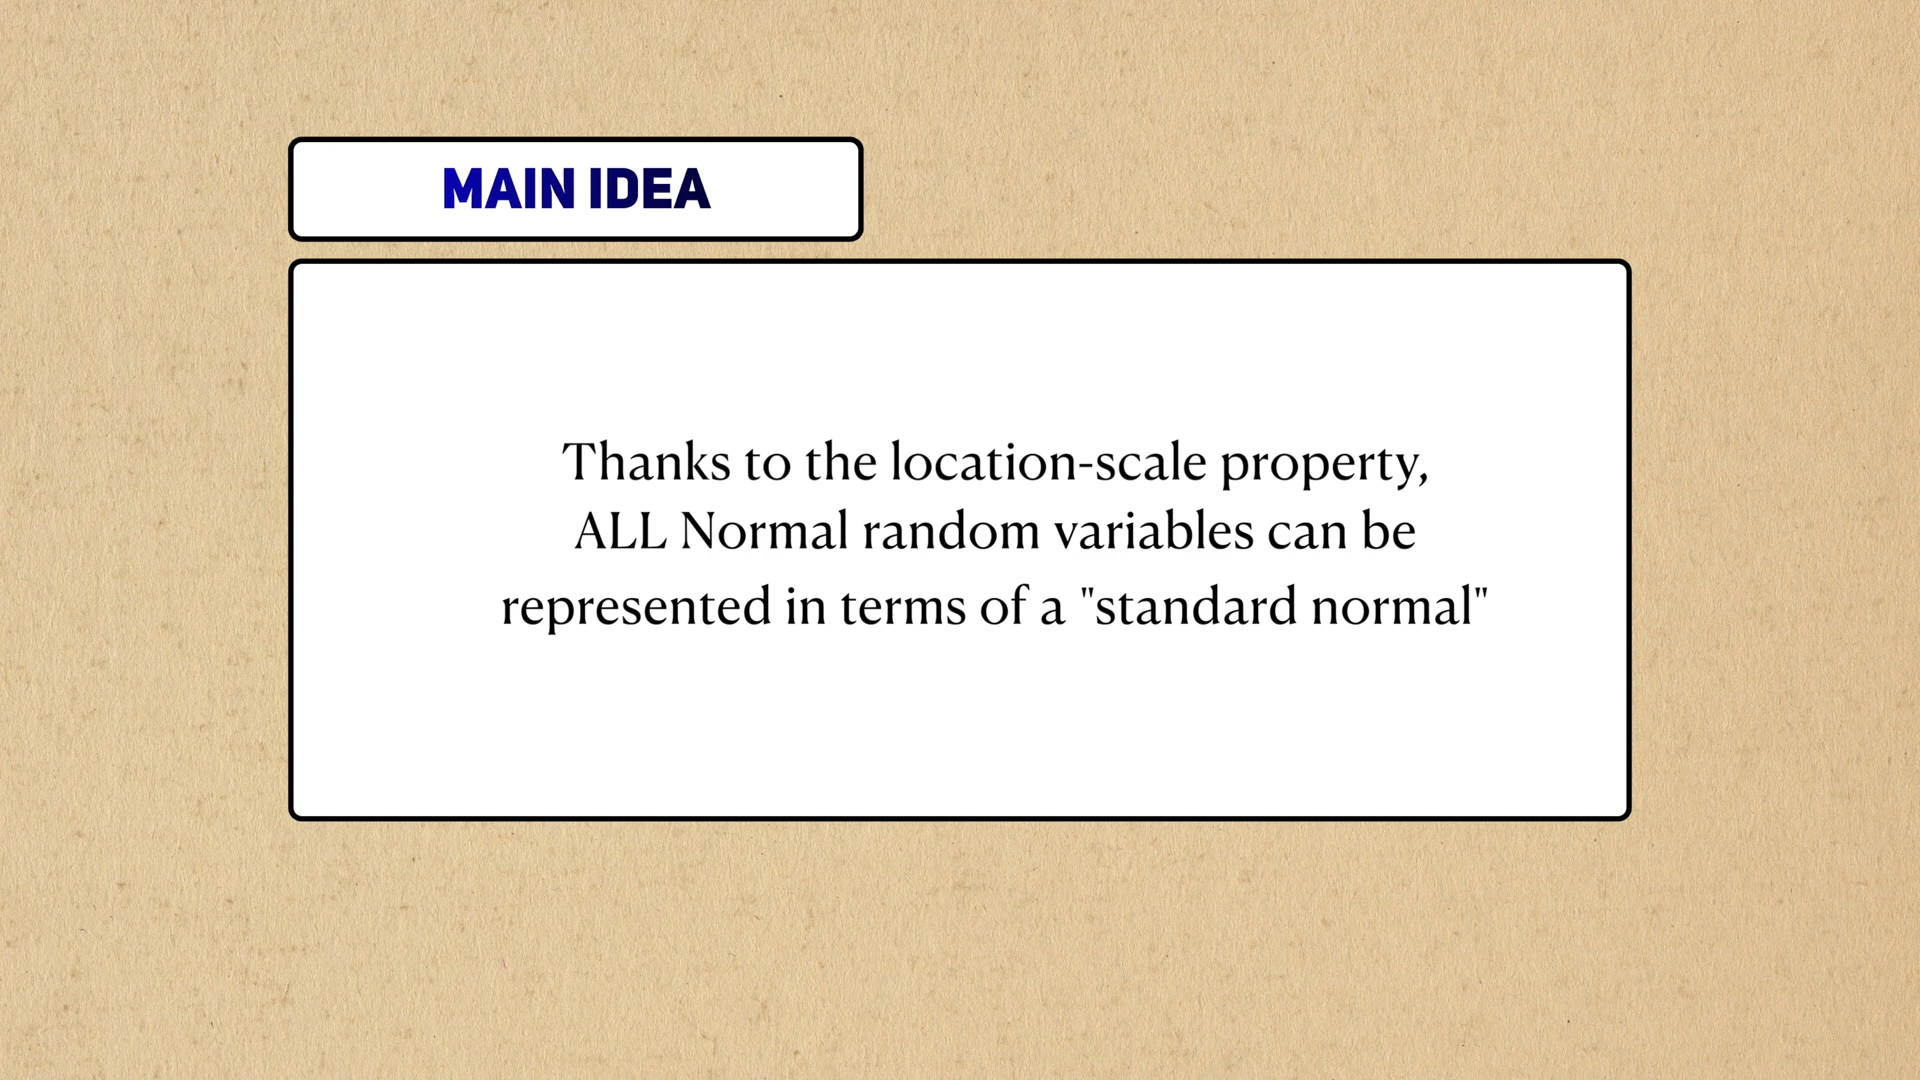 MAIN IDEA
Thanks to the location-scale property,
ALL Normal random variables can be
represented in terms of a "standard normal"